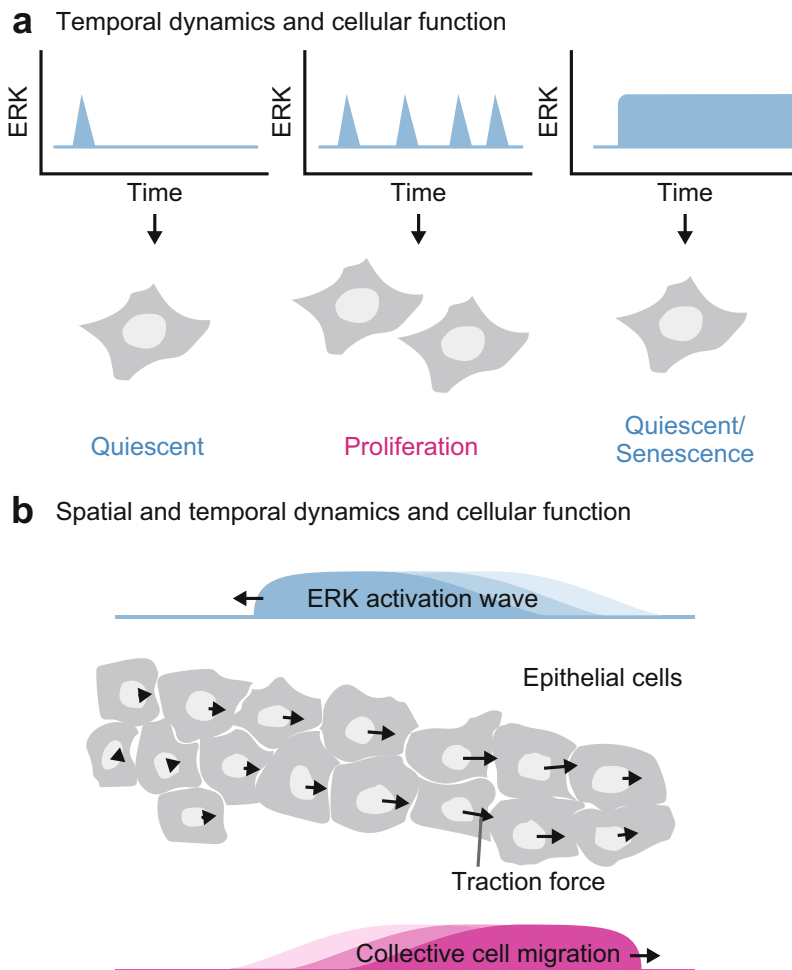 a Temporal dynamics and cellular function
ERK
ERK
ERK
Time
Time
Time
Quiescent
Proliferation
Quiescent/
Senescence
b Spatial and temporal dynamics and cellular function
ERK activation wave
Epithelial cells
Traction force
Collective cell migration